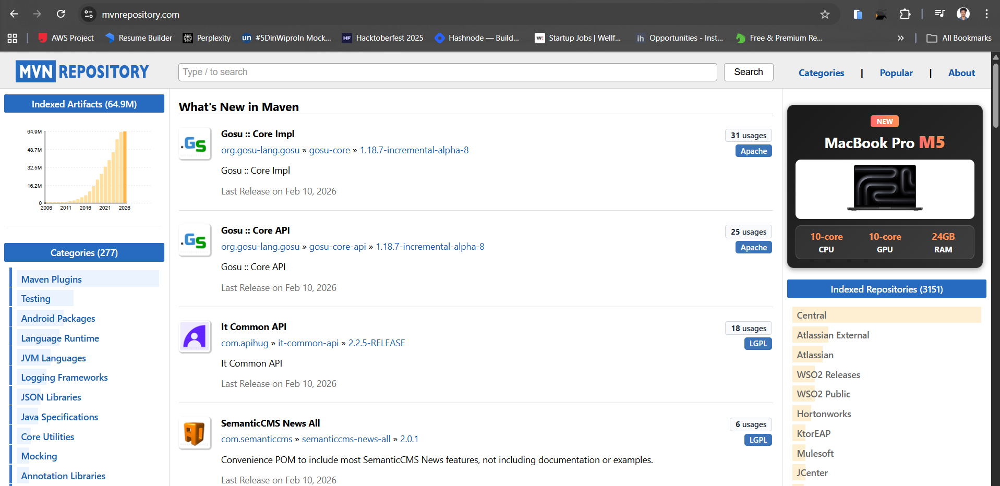 mvnrepository.com
AWS Project
Resume Builder
Perplexity
un #5DinWiproIn Mock...
HF Hacktoberfest 2025
Hashnode — Build...
w: Startup Jobs | Wellf...
ih Opportunities - Inst...
Free & Premium Re...
»
All Bookmarks
MVN REPOSITORY
Type / to search
Search
Categories | Popular | About
Indexed Artifacts (64.9M)
64.9M
48.7M
32.5M
16.2M
0
2006 2011 2016 2021 2026
Categories (277)
Maven Plugins
Testing
Android Packages
Language Runtime
JVM Languages
Logging Frameworks
JSON Libraries
Java Specifications
Core Utilities
Mocking
Annotation Libraries
What's New in Maven
.GS
Gosu :: Core Impl
31 usages
org.gosu-lang.gosu » gosu-core » 1.18.7-incremental-alpha-8
Apache
Gosu :: Core Impl
Last Release on Feb 10, 2026
.GS
Gosu :: Core API
25 usages
org.gosu-lang.gosu » gosu-core-api » 1.18.7-incremental-alpha-8
Apache
Gosu :: Core API
Last Release on Feb 10, 2026
It Common API
18 usages
com.apihug » it-common-api » 2.2.5-RELEASE
LGPL
It Common API
Last Release on Feb 10, 2026
SemanticCMS News All
6 usages
com.semanticcms » semanticcms-news-all » 2.0.1
LGPL
Convenience POM to include most SemanticCMS News features, not including documentation or examples.
Last Release on Feb 10, 2026
NEW
MacBook Pro M5
10-core 10-core 24GB
CPU GPU RAM
Indexed Repositories (3151)
Central
Atlassian External
Atlassian
WSO2 Releases
WSO2 Public
Hortonworks
KtorEAP
Mulesoft
JCenter